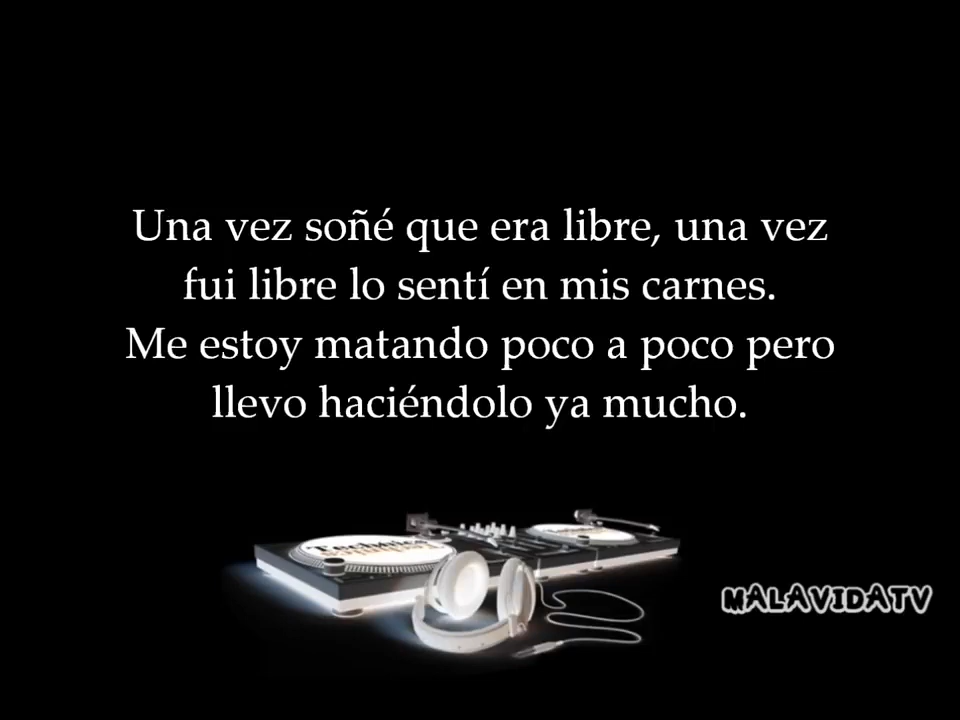 Una vez soñé que era libre, una vez
fui libre lo sentí en mis carnes.
Me estoy matando poco a poco pero
llevo haciéndolo ya mucho.
Technics
MALAVIDATV